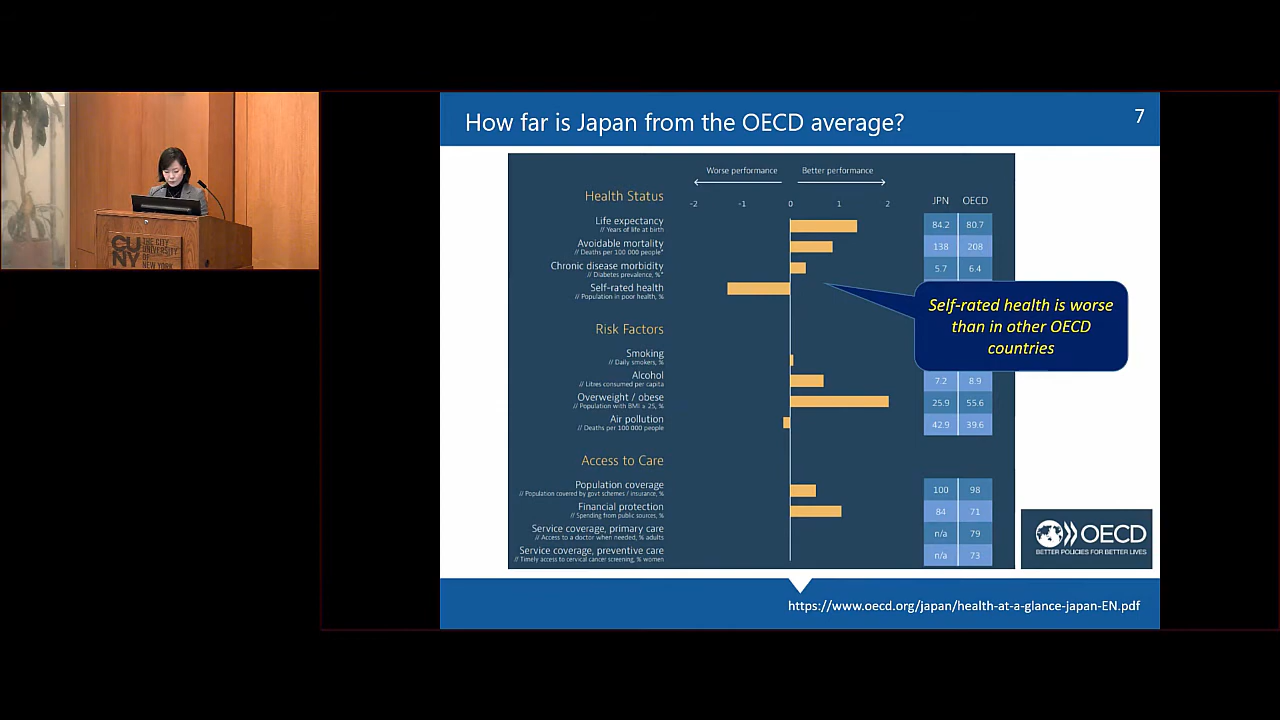 How far is Japan from the OECD average?
7
Worse performance
Better performance
Health Status
-2 -1 0 1 2
JPN OECD
Life expectancy
// Years of life at birth
84.2 80.7
Avoidable mortality
// Deaths per 100 000 people*
138 208
Chronic disease morbidity
// Diabetes prevalence, %*
5.7 6.4
Self-rated health
// Population in poor health, %
Self-rated health is worse
than in other OECD
countries
Risk Factors
Smoking
// Daily smokers, %
Alcohol
// Litres consumed per capita
7.2 8.9
Overweight / obese
// Population with BMI ≥ 25, %
25.9 55.6
Air pollution
// Deaths per 100 000 people
42.9 39.6
Access to Care
Population coverage
// Population covered by govt schemes / insurance, %
100 98
Financial protection
// Spending from public sources, %
84 71
Service coverage, primary care
// Access to a doctor when needed, % adults
n/a 79
Service coverage, preventive care
// Timely access to cervical cancer screening, % women
n/a 73
OECD
BETTER POLICIES FOR BETTER LIVES
https://www.oecd.org/japan/health-at-a-glance-japan-EN.pdf
CU
NY
THE CITY
UNIVERSITY
OF
NEW YORK